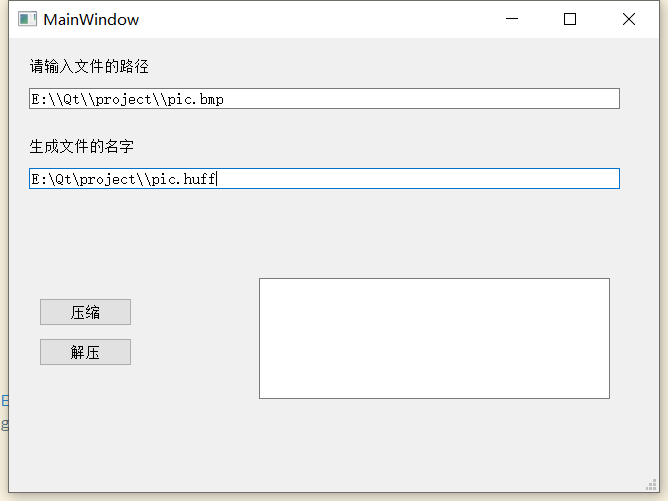 MainWindow
请输入文件的路径
E:\\Qt\\project\\pic.bmp
生成文件的名字
E:\Qt\project\\pic.huff
压缩
解压
E
g